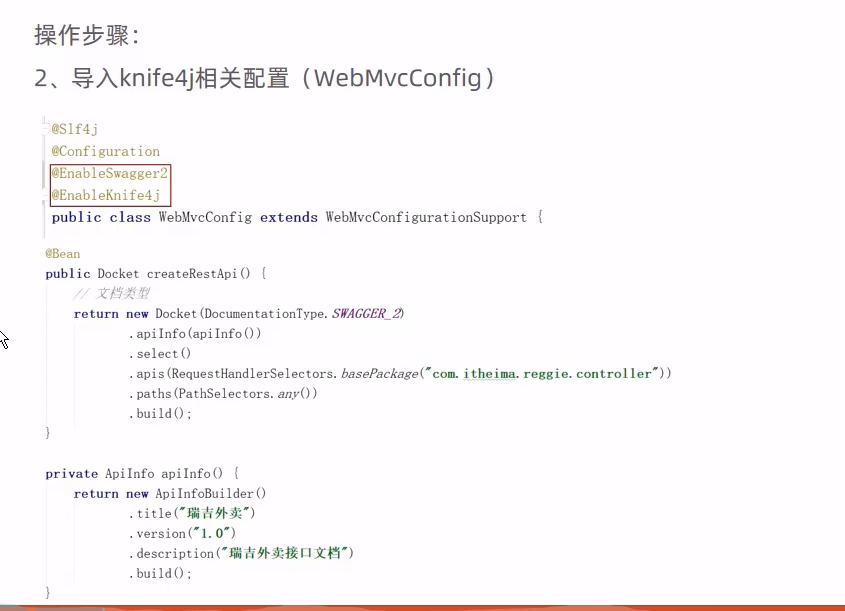 操作步骤：
2、导入knife4j相关配置（WebMvcConfig）
@Slf4j
@Configuration
@EnableSwagger2
@EnableKnife4j
public class WebMvcConfig extends WebMvcConfigurationSupport {
@Bean
public Docket createRestApi() {
// 文档类型
return new Docket(DocumentationType.SWAGGER_2)
.apiInfo(apiInfo())
.select()
.apis(RequestHandlerSelectors.basePackage("com.itheima.reggie.controller"))
.paths(PathSelectors.any())
.build();
}
private ApiInfo apiInfo() {
return new ApiInfoBuilder()
.title("瑞吉外卖")
.version("1.0")
.description("瑞吉外卖接口文档")
.build();
}